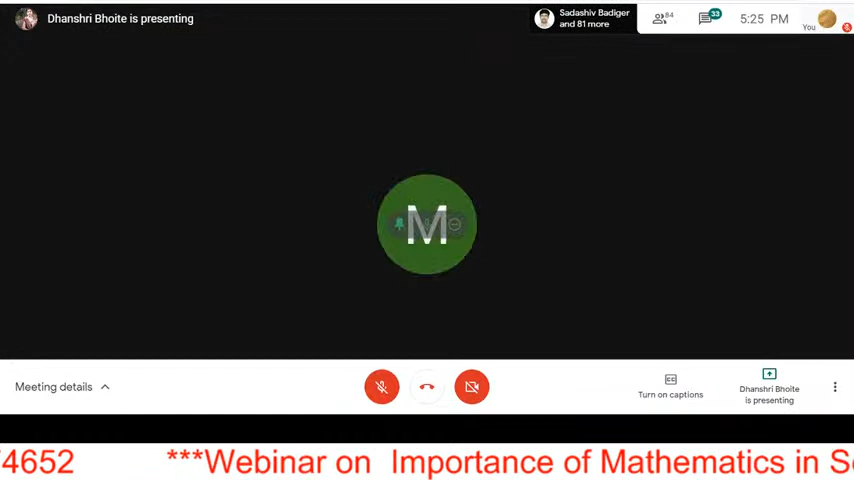 Dhanshri Bhoite is presenting
Sadashiv Badiger
and 81 more
84
33
5:25 PM
You
M
Meeting details
Turn on captions
Dhanshri Bhoite
is presenting
4652 ***Webinar on Importance of Mathematics in